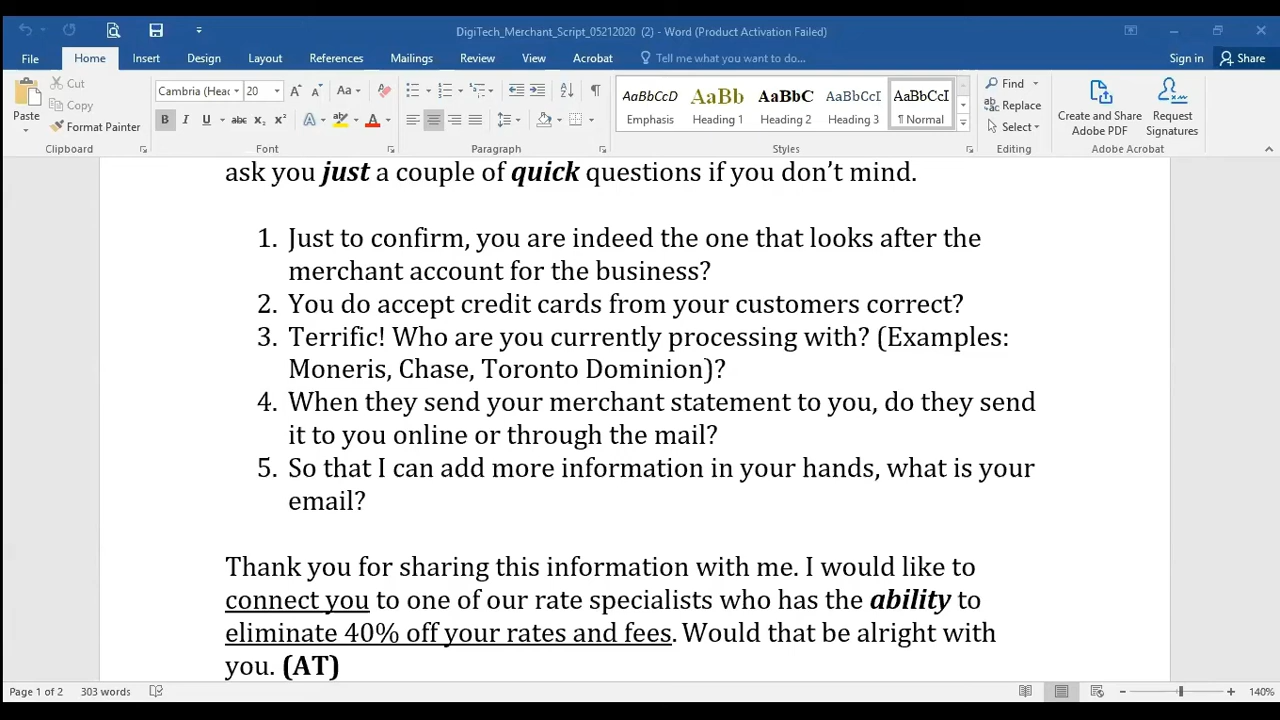 DigiTech_Merchant_Script_05212020 (2) - Word (Product Activation Failed)
File Home Insert Design Layout References Mailings Review View Acrobat Tell me what you want to do... Sign in Share
Paste
Cut
Copy
Format Painter
Clipboard
Cambria (Heac 20
Font
Paragraph
AaBbCcD AaBb AaBbC AaBbCcI AaBbCcI
Emphasis Heading 1 Heading 2 Heading 3 ¶ Normal
Styles
Find
Replace
Select
Editing
Create and Share Adobe PDF
Request Signatures
Adobe Acrobat
ask you just a couple of quick questions if you don’t mind.
1. Just to confirm, you are indeed the one that looks after the
merchant account for the business?
2. You do accept credit cards from your customers correct?
3. Terrific! Who are you currently processing with? (Examples:
Moneris, Chase, Toronto Dominion)?
4. When they send your merchant statement to you, do they send
it to you online or through the mail?
5. So that I can add more information in your hands, what is your
email?
Thank you for sharing this information with me. I would like to
connect you to one of our rate specialists who has the ability to
eliminate 40% off your rates and fees. Would that be alright with
you. (AT)
Page 1 of 2 303 words 140%